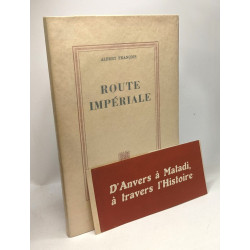 ROUTE
IMPÉRIALE
D'Anvers à Matadi,
à travers l'Histoire